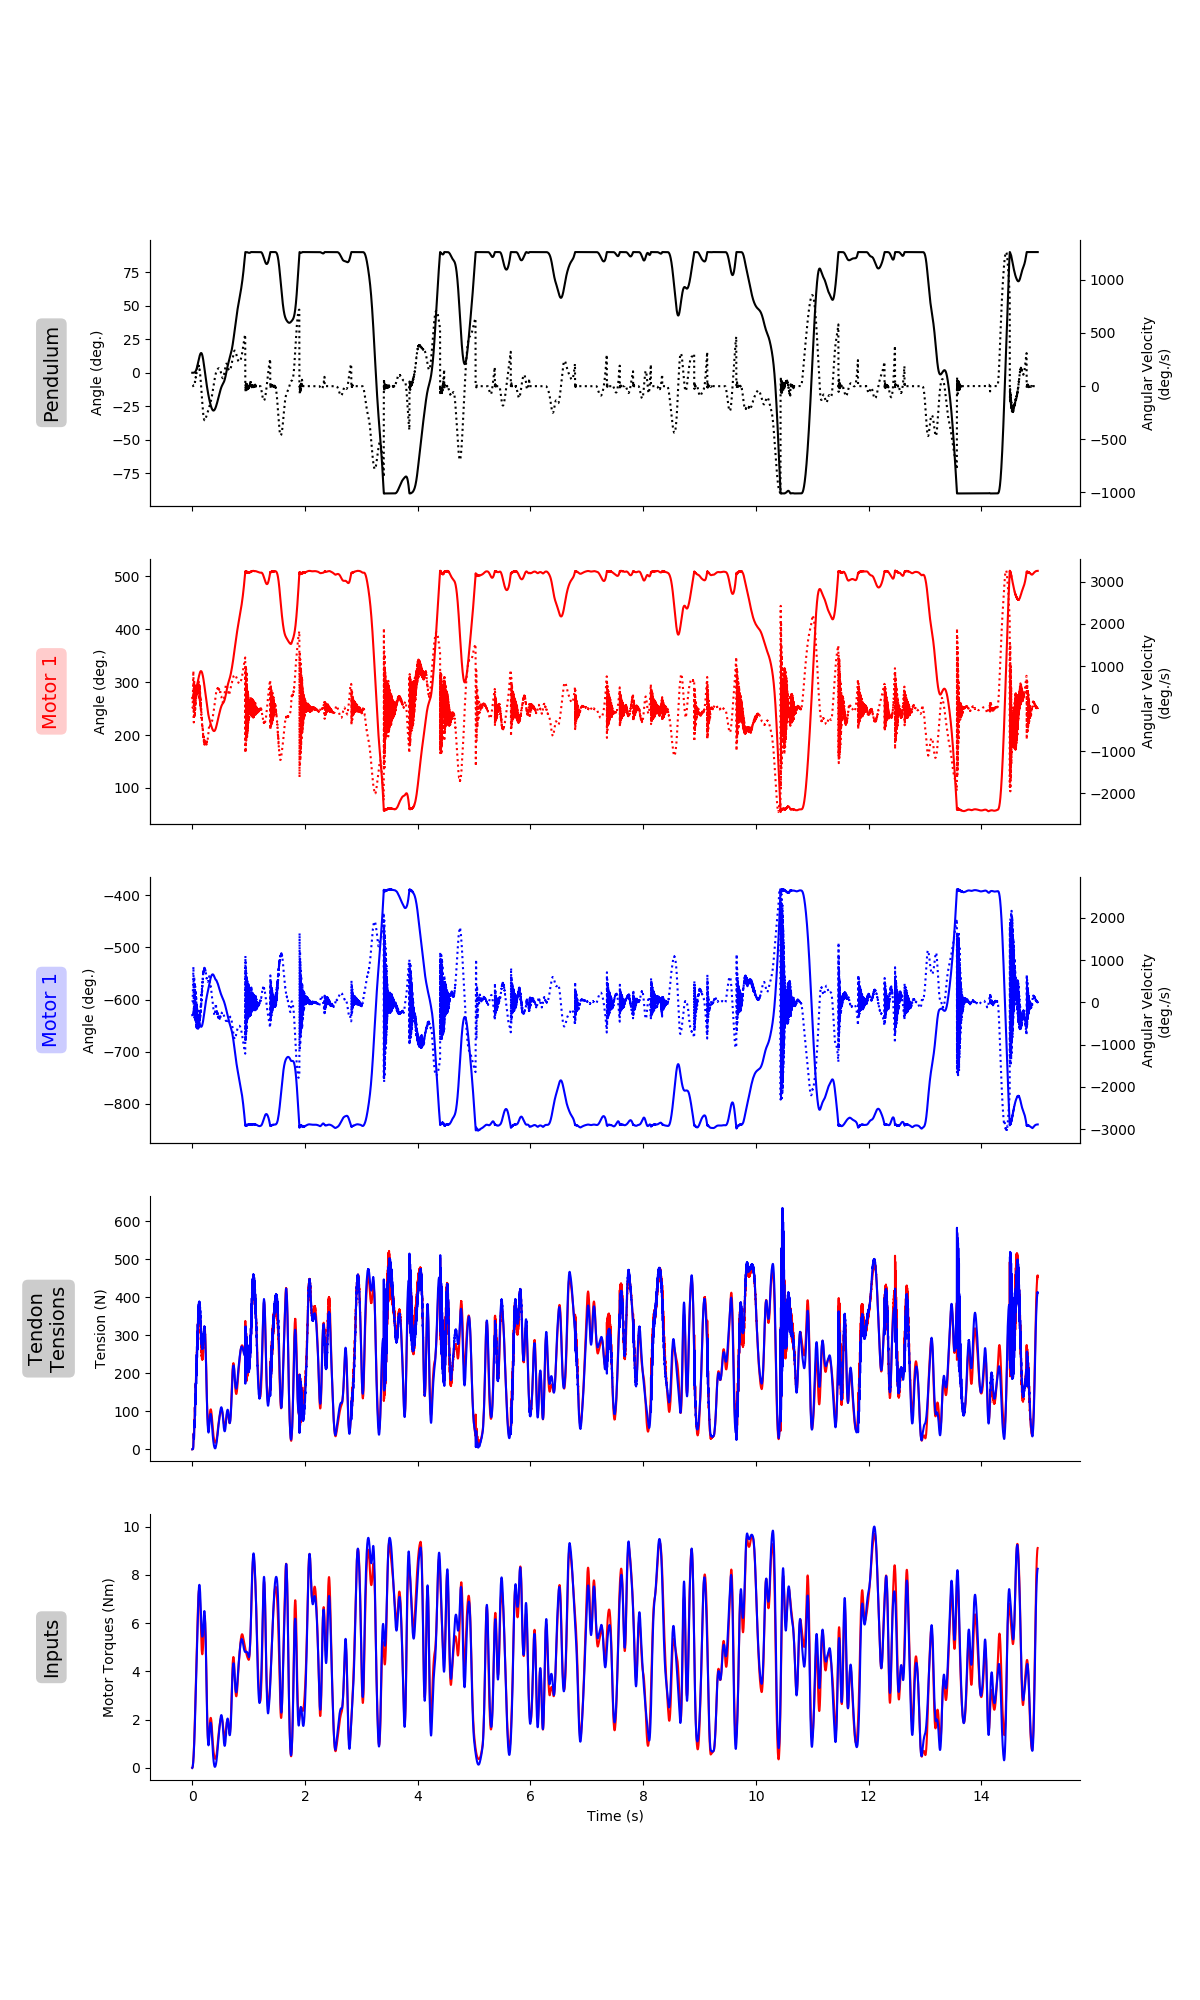 Pendulum
Angle (deg.)
75
50
25
0
−25
−50
−75
1000
500
0
−500
−1000
Angular Velocity
(deg./s)
Motor 1
Angle (deg.)
500
400
300
200
100
3000
2000
1000
0
−1000
−2000
Angular Velocity
(deg./s)
Motor 1
Angle (deg.)
−400
−500
−600
−700
−800
2000
1000
0
−1000
−2000
−3000
Angular Velocity
(deg./s)
Tendon
Tensions
Tension (N)
600
500
400
300
200
100
0
Inputs
Motor Torques (Nm)
10
8
6
4
2
0
0 2 4 6 8 10 12 14
Time (s)